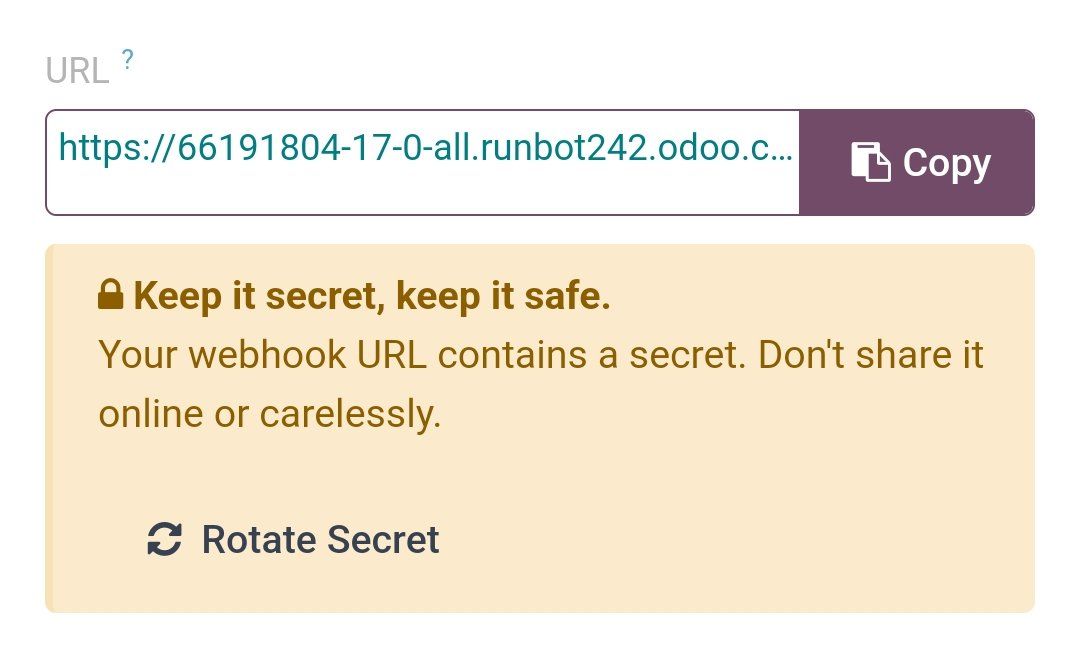 URL ?
https://66191804-17-0-all.runbot242.odoo.c...
Copy
Keep it secret, keep it safe.
Your webhook URL contains a secret. Don't share it
online or carelessly.
Rotate Secret